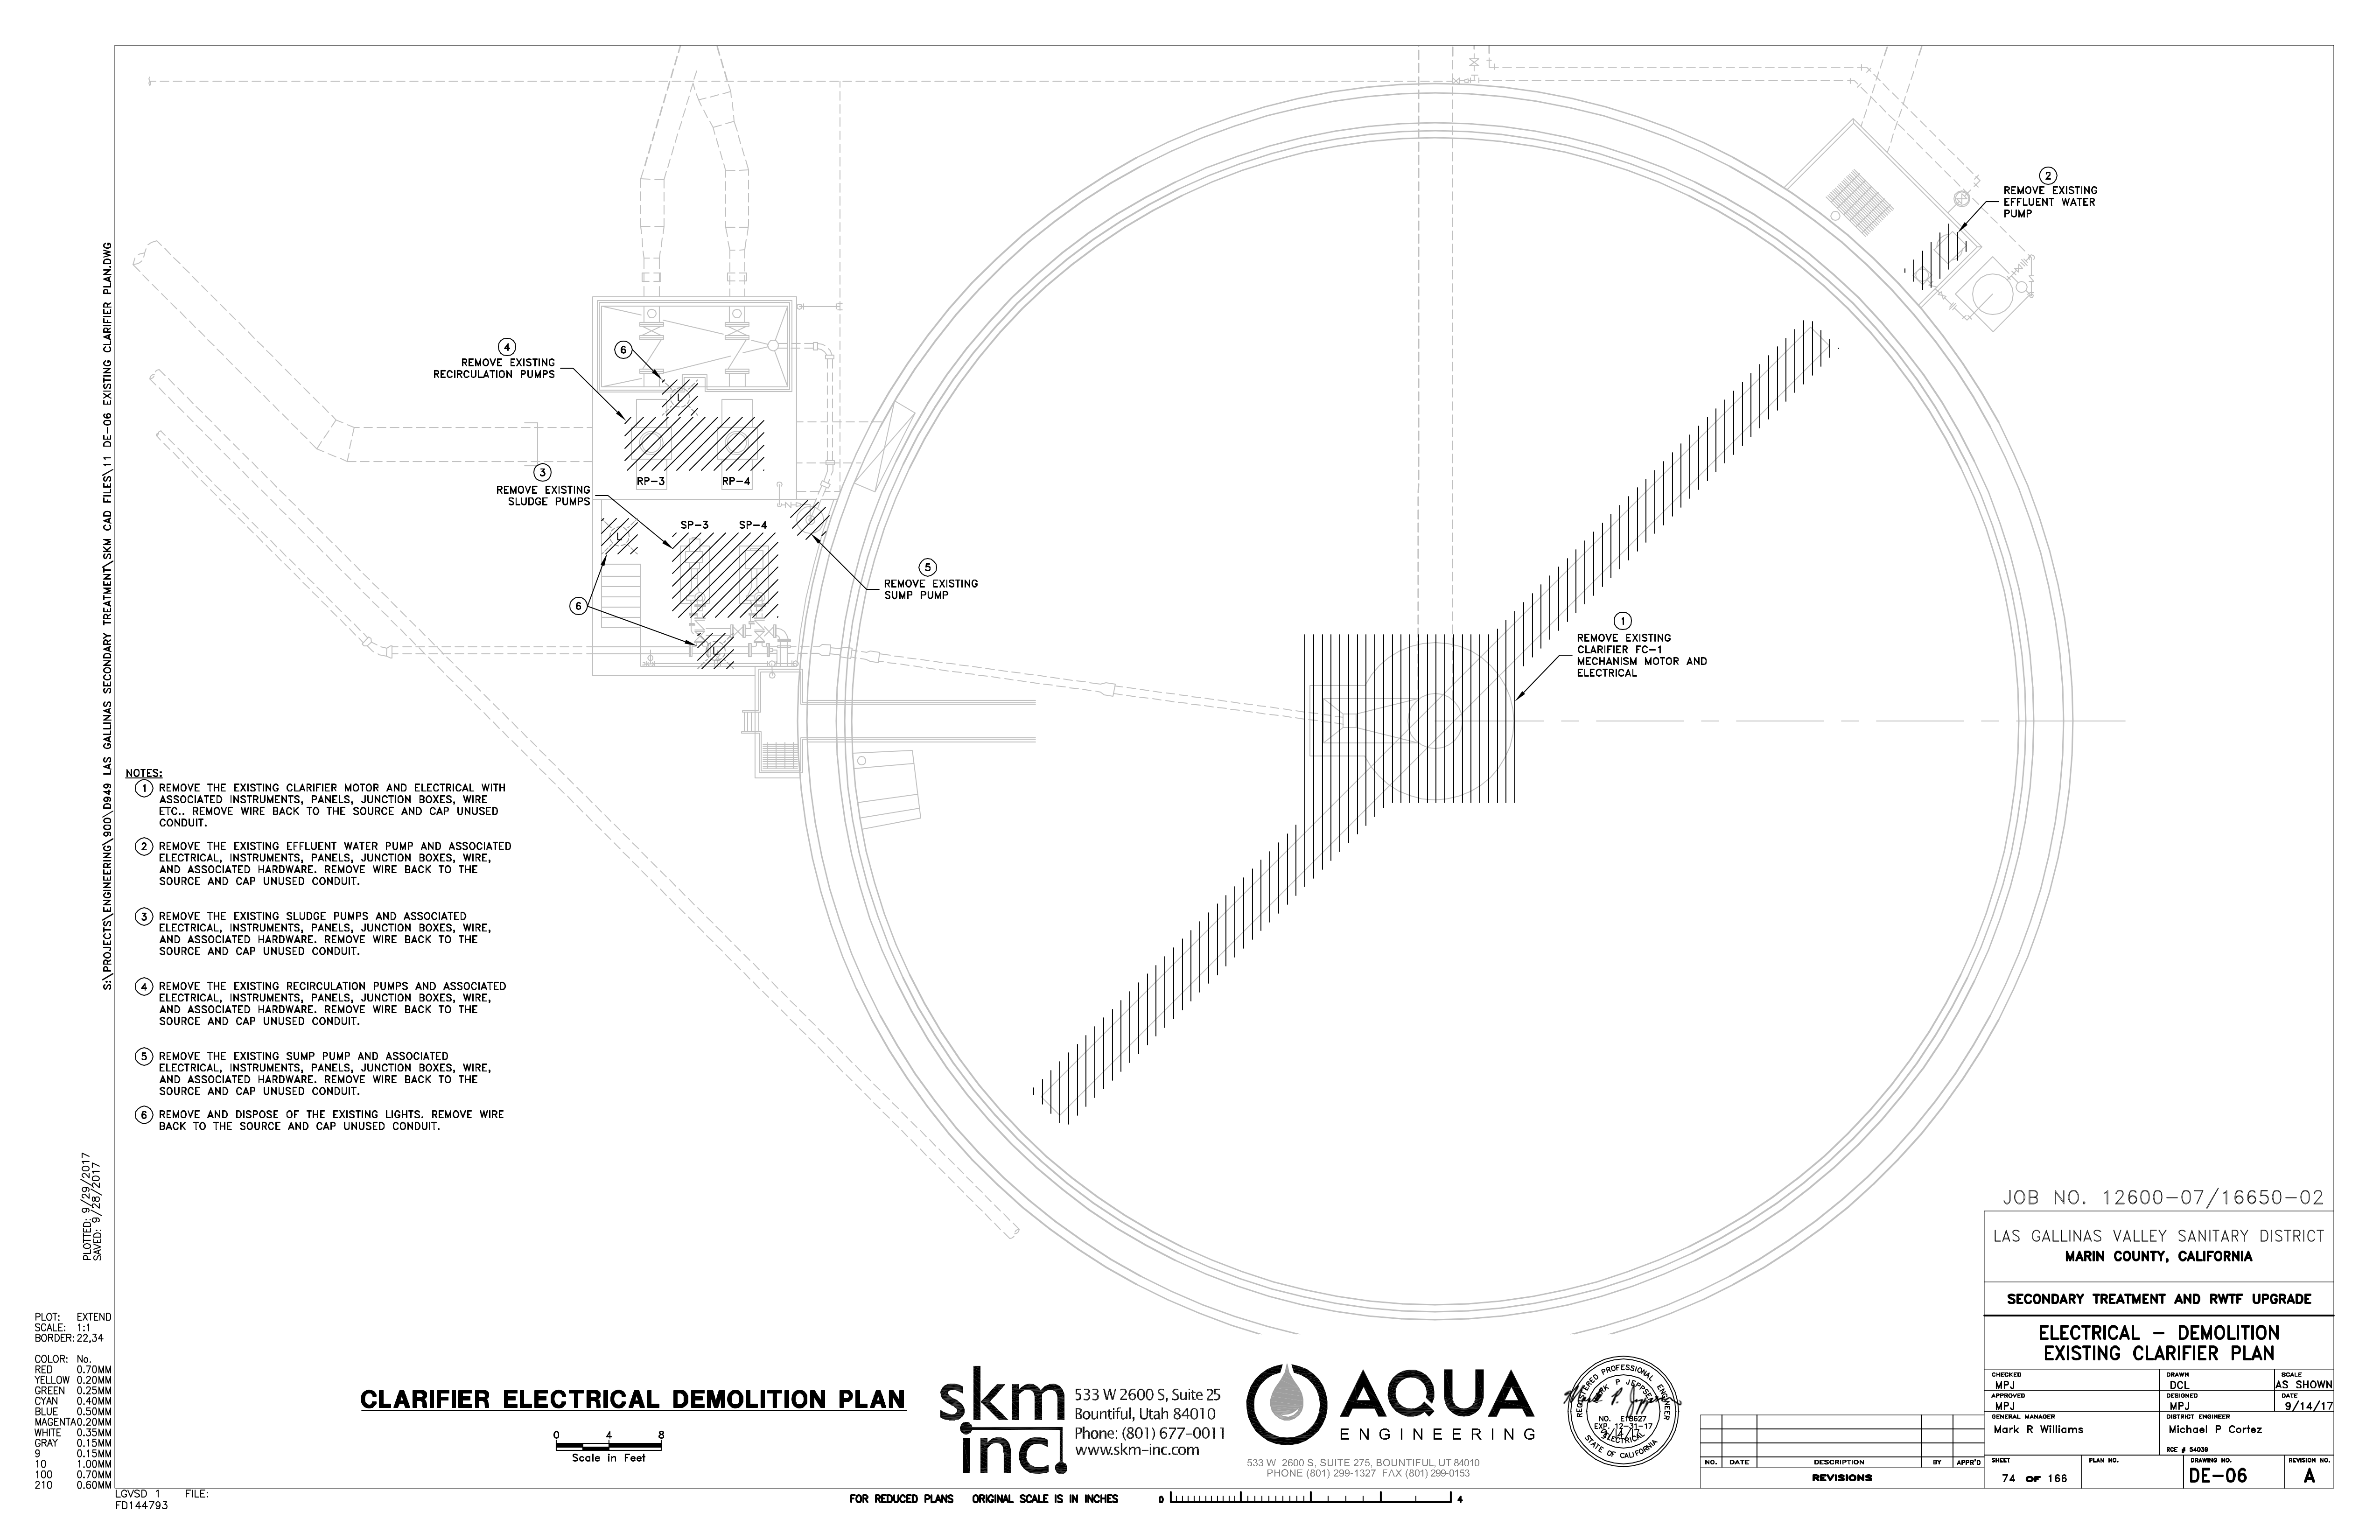 2
REMOVE EXISTING
EFFLUENT WATER
PUMP
4
REMOVE EXISTING
RECIRCULATION PUMPS
6
L
RP-3
RP-4
3
REMOVE EXISTING
SLUDGE PUMPS
SP-3
SP-4
L
5
REMOVE EXISTING
SUMP PUMP
6
L
1
REMOVE EXISTING
CLARIFIER FC-1
MECHANISM MOTOR AND
ELECTRICAL
NOTES:
1 REMOVE THE EXISTING CLARIFIER MOTOR AND ELECTRICAL WITH
ASSOCIATED INSTRUMENTS, PANELS, JUNCTION BOXES, WIRE
ETC.. REMOVE WIRE BACK TO THE SOURCE AND CAP UNUSED
CONDUIT.
2 REMOVE THE EXISTING EFFLUENT WATER PUMP AND ASSOCIATED
ELECTRICAL, INSTRUMENTS, PANELS, JUNCTION BOXES, WIRE,
AND ASSOCIATED HARDWARE. REMOVE WIRE BACK TO THE
SOURCE AND CAP UNUSED CONDUIT.
3 REMOVE THE EXISTING SLUDGE PUMPS AND ASSOCIATED
ELECTRICAL, INSTRUMENTS, PANELS, JUNCTION BOXES, WIRE,
AND ASSOCIATED HARDWARE. REMOVE WIRE BACK TO THE
SOURCE AND CAP UNUSED CONDUIT.
4 REMOVE THE EXISTING RECIRCULATION PUMPS AND ASSOCIATED
ELECTRICAL, INSTRUMENTS, PANELS, JUNCTION BOXES, WIRE,
AND ASSOCIATED HARDWARE. REMOVE WIRE BACK TO THE
SOURCE AND CAP UNUSED CONDUIT.
5 REMOVE THE EXISTING SUMP PUMP AND ASSOCIATED
ELECTRICAL, INSTRUMENTS, PANELS, JUNCTION BOXES, WIRE,
AND ASSOCIATED HARDWARE. REMOVE WIRE BACK TO THE
SOURCE AND CAP UNUSED CONDUIT.
6 REMOVE AND DISPOSE OF THE EXISTING LIGHTS. REMOVE WIRE
BACK TO THE SOURCE AND CAP UNUSED CONDUIT.
S:\PROJECTS\ENGINEERING\900\D949 LAS GALLINAS SECONDARY TREATMENT\SKM CAD FILES\11 DE-06 EXISTING CLARIFIER PLAN.DWG
PLOTTED: 9/29/2017
SAVED: 9/28/2017
PLOT: EXTEND
SCALE: 1:1
BORDER: 22,34
COLOR: No.
RED 0.70MM
YELLOW 0.20MM
GREEN 0.25MM
CYAN 0.40MM
BLUE 0.50MM
MAGENTA0.20MM
WHITE 0.35MM
GRAY 0.15MM
9 0.15MM
10 1.00MM
100 0.70MM
210 0.60MM
LGVSD 1 FILE:
FD144793
CLARIFIER ELECTRICAL DEMOLITION PLAN
0 4 8
Scale in Feet
skm
inc.
533 W 2600 S, Suite 25
Bountiful, Utah 84010
Phone: (801) 677-0011
www.skm-inc.com
AQUA
ENGINEERING
533 W 2600 S, SUITE 275, BOUNTIFUL, UT 84010
PHONE (801) 299-1327 FAX (801) 299-0153
REGISTERED PROFESSIONAL ENGINEER
MARK P JEPPSEN
NO. E18627
EXP. 12-31-17
9/14/17
ELECTRICAL
STATE OF CALIFORNIA
FOR REDUCED PLANS ORIGINAL SCALE IS IN INCHES 0 4
NO. DATE DESCRIPTION BY APPR'D
REVISIONS
JOB NO. 12600-07/16650-02
LAS GALLINAS VALLEY SANITARY DISTRICT
MARIN COUNTY, CALIFORNIA
SECONDARY TREATMENT AND RWTF UPGRADE
ELECTRICAL - DEMOLITION
EXISTING CLARIFIER PLAN
CHECKED DRAWN SCALE
MPJ DCL AS SHOWN
APPROVED DESIGNED DATE
MPJ MPJ 9/14/17
GENERAL MANAGER DISTRICT ENGINEER
Mark R Williams Michael P Cortez
RCE # 54039
SHEET PLAN NO. DRAWING NO. REVISION NO.
74 OF 166 DE-06 A